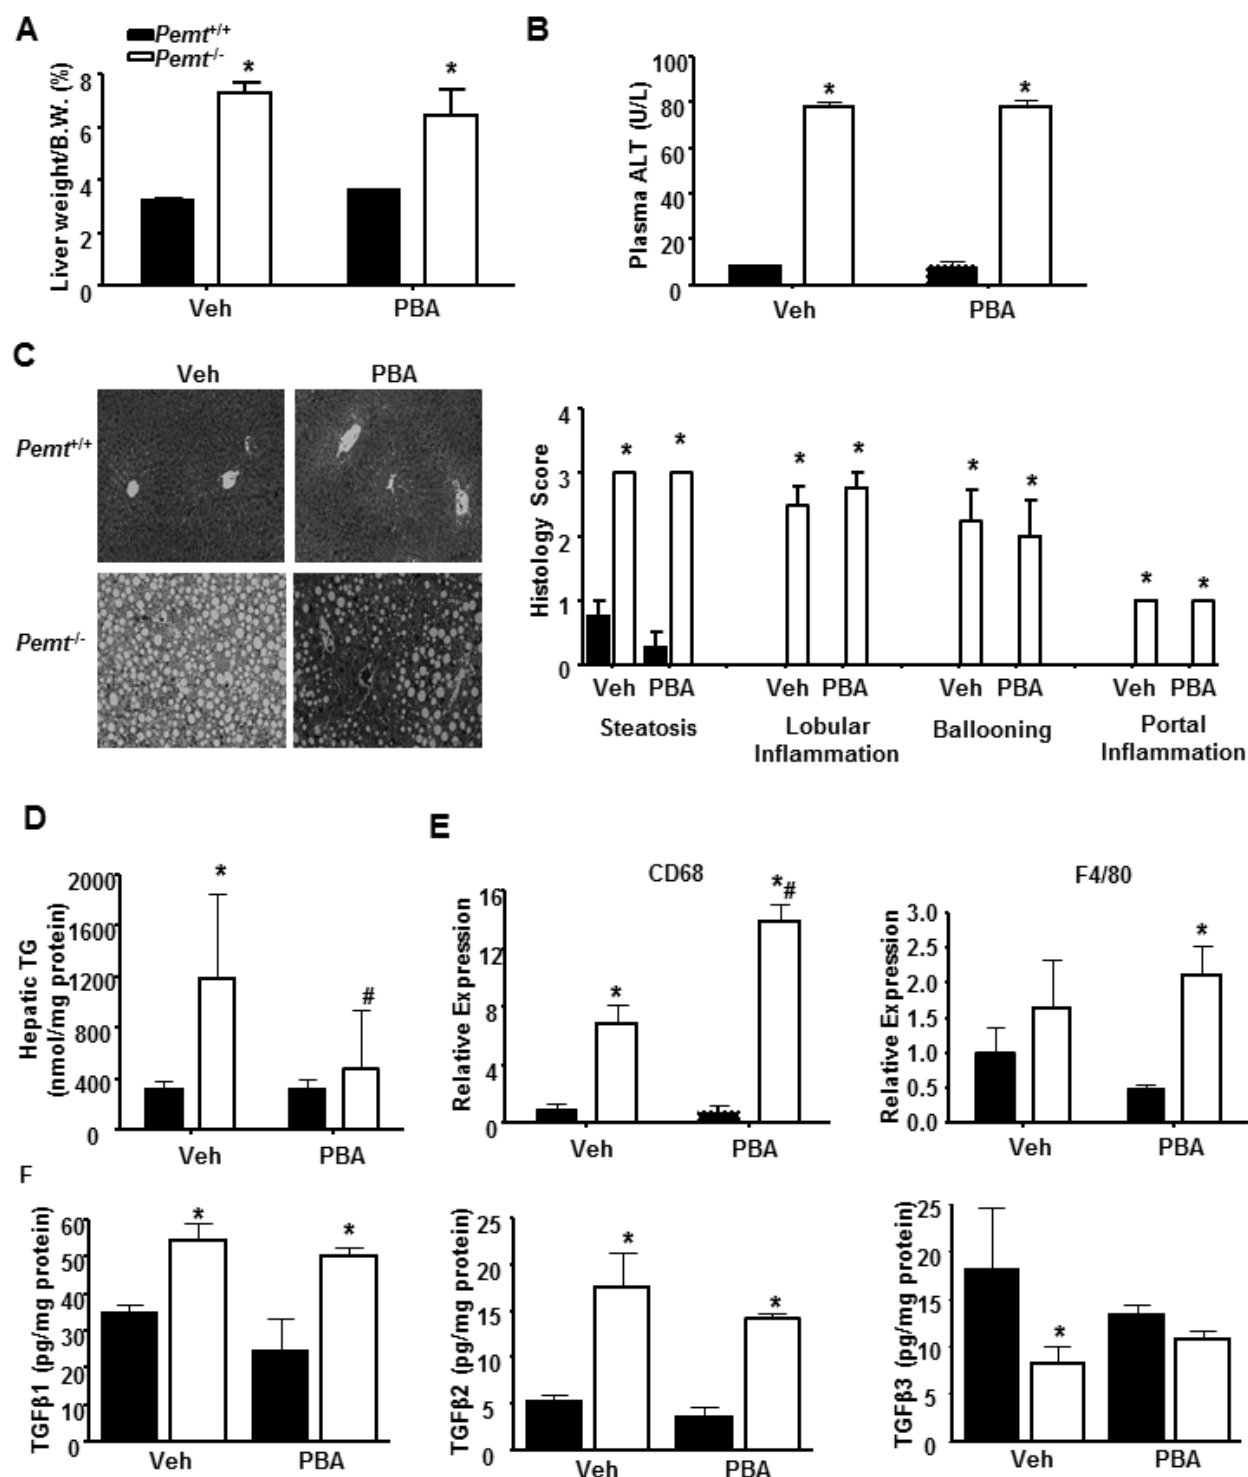 A
Pemt+/+
Pemt-/-
Liver weight/B.W. (%)
8
6
4
2
0
*
*
Veh
PBA
B
Plasma ALT (U/L)
100
80
60
40
20
0
*
*
Veh
PBA
C
Veh
PBA
Pemt+/+
Pemt-/-
Histology Score
4
3
2
1
0
* * * * * * * *
Veh PBA Veh PBA Veh PBA Veh PBA
Steatosis
Lobular
Inflammation
Ballooning
Portal
Inflammation
D
Hepatic TG
(nmol/mg protein)
2000
1600
1200
800
400
0
*
#
Veh
PBA
E
CD68
Relative Expression
16
12
8
4
0
*
*#
Veh
PBA
F4/80
Relative Expression
3.0
2.5
2.0
1.5
1.0
0.5
0.0
*
Veh
PBA
F
TGFβ1 (pg/mg protein)
60
50
40
30
20
10
0
*
*
Veh
PBA
TGFβ2 (pg/mg protein)
25
20
15
10
5
0
*
*
Veh
PBA
TGFβ3 (pg/mg protein)
25
20
15
10
5
0
*
Veh
PBA